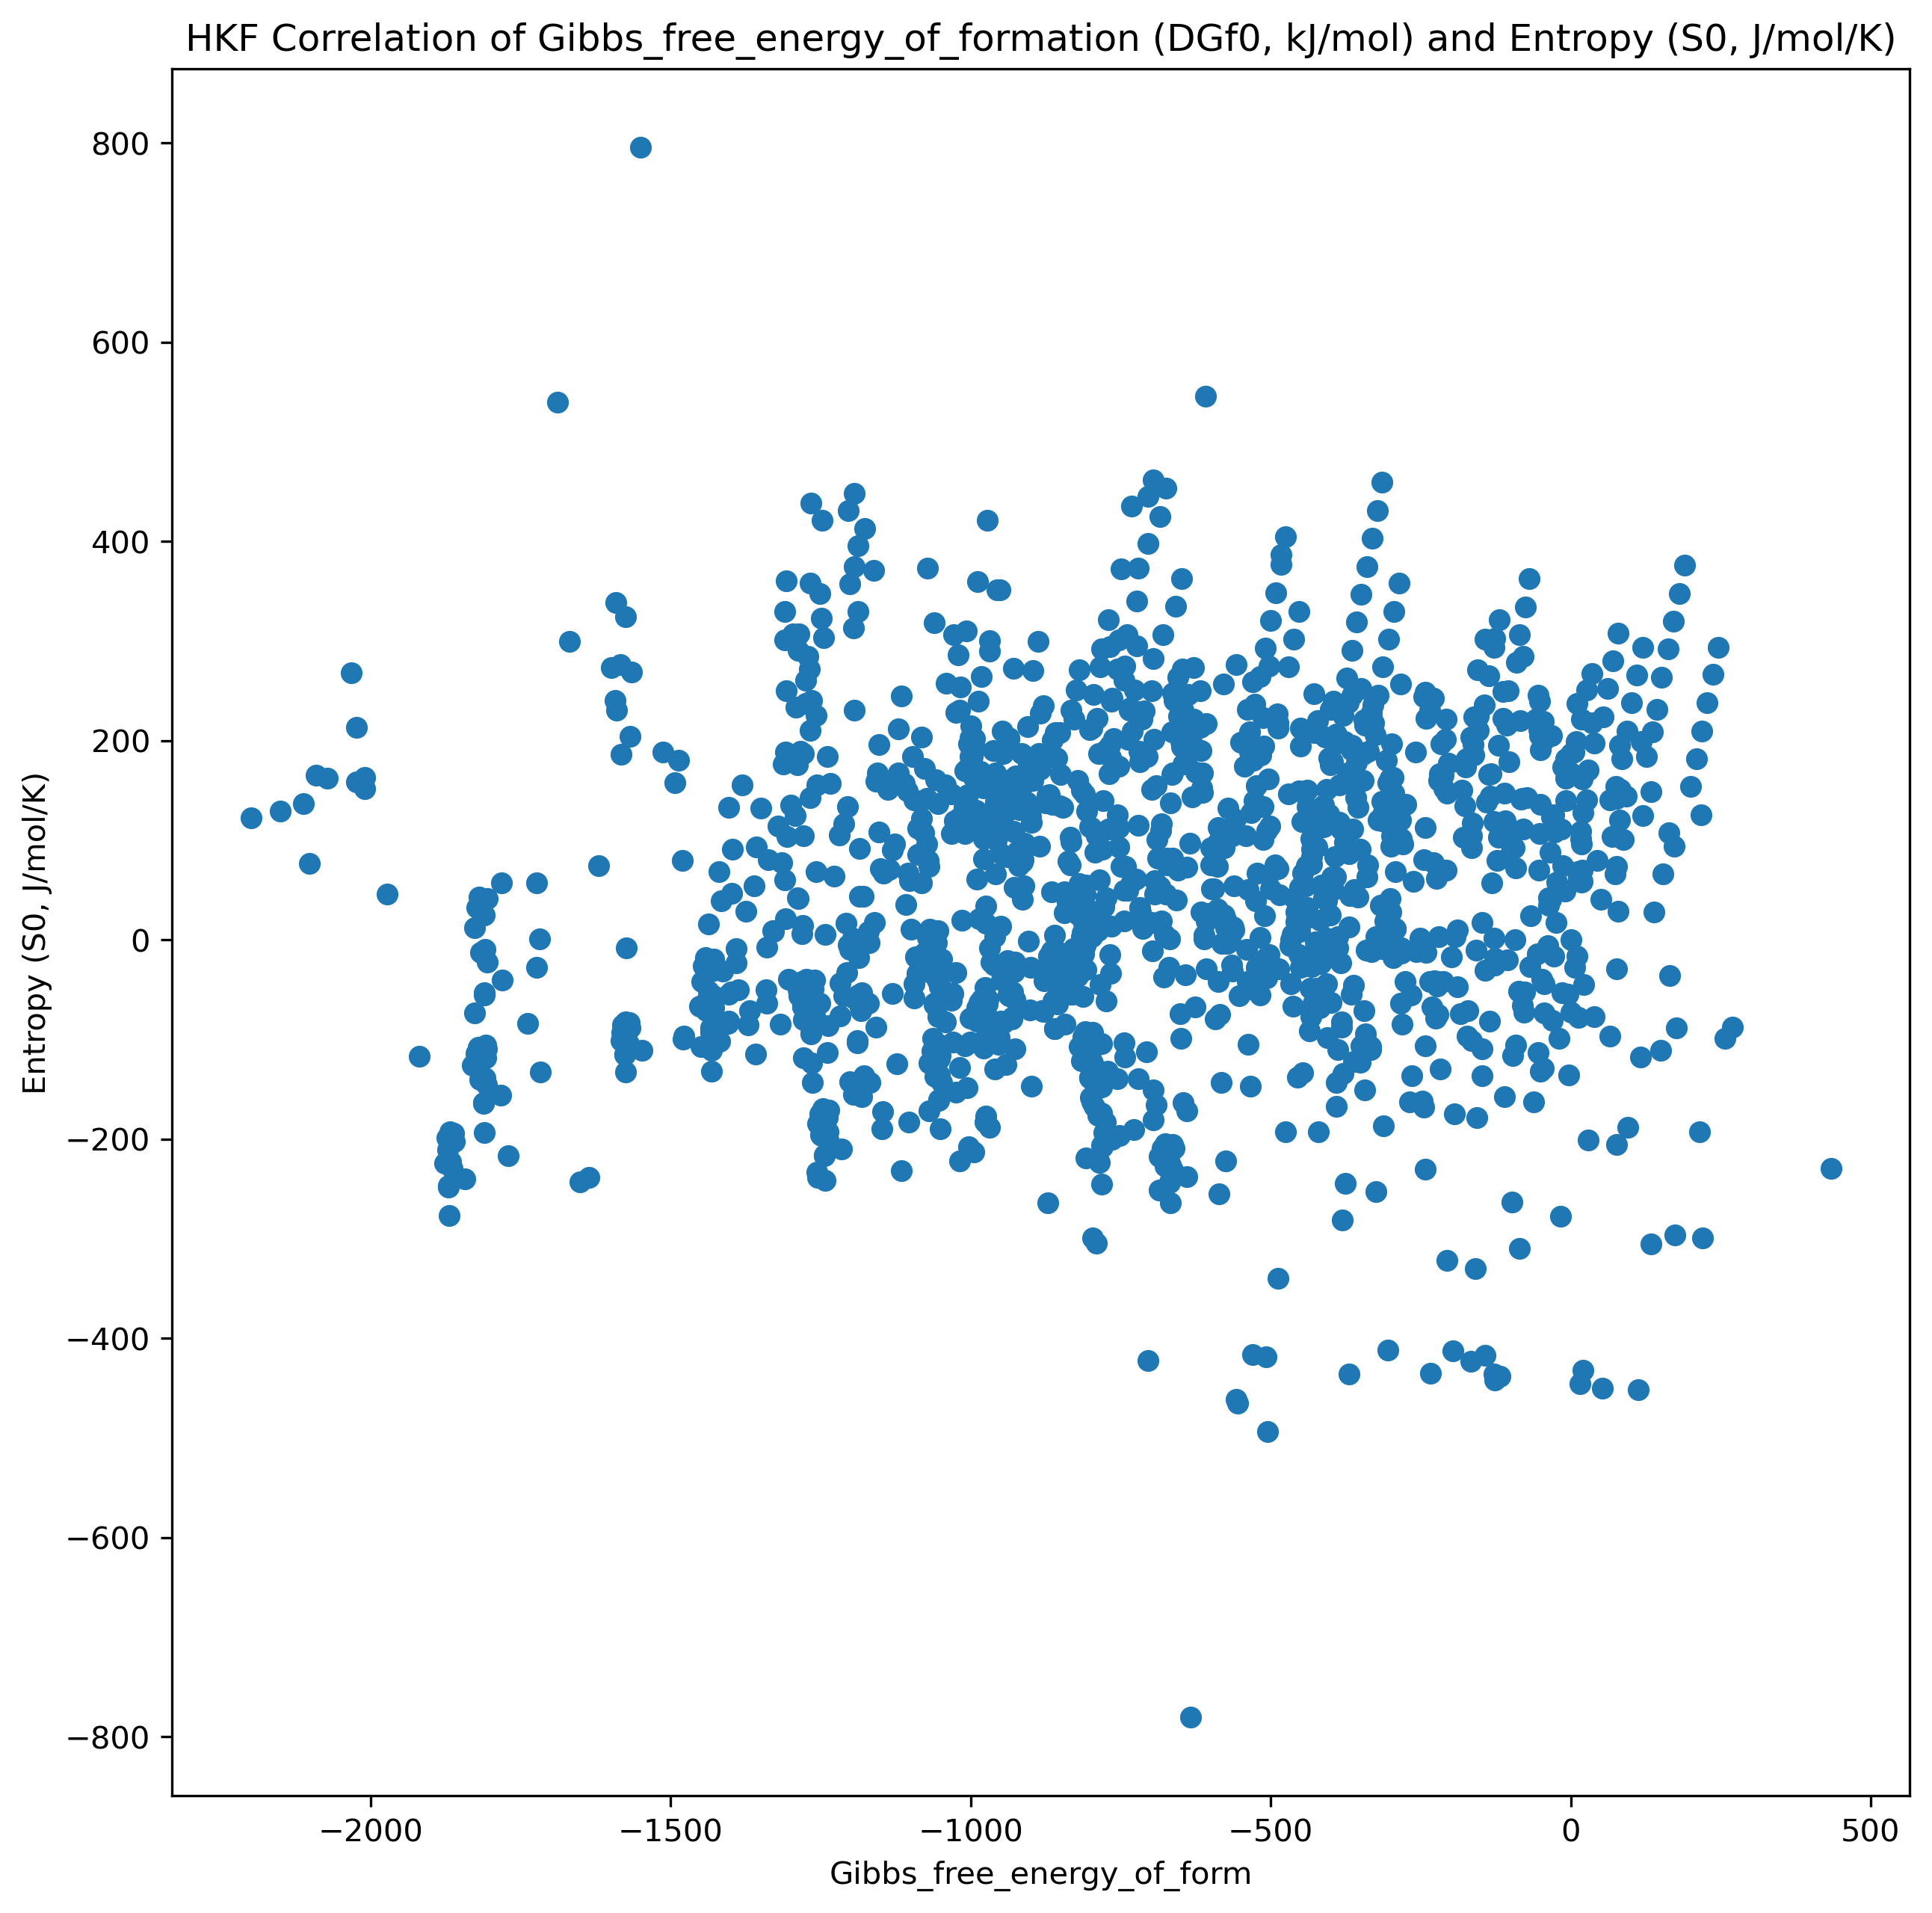 HKF Correlation of Gibbs_free_energy_of_formation (DGf0, kJ/mol) and Entropy (S0, J/mol/K)
Entropy (S0, J/mol/K)
800
600
400
200
0
−200
−400
−600
−800
−2000 −1500 −1000 −500 0 500
Gibbs_free_energy_of_form